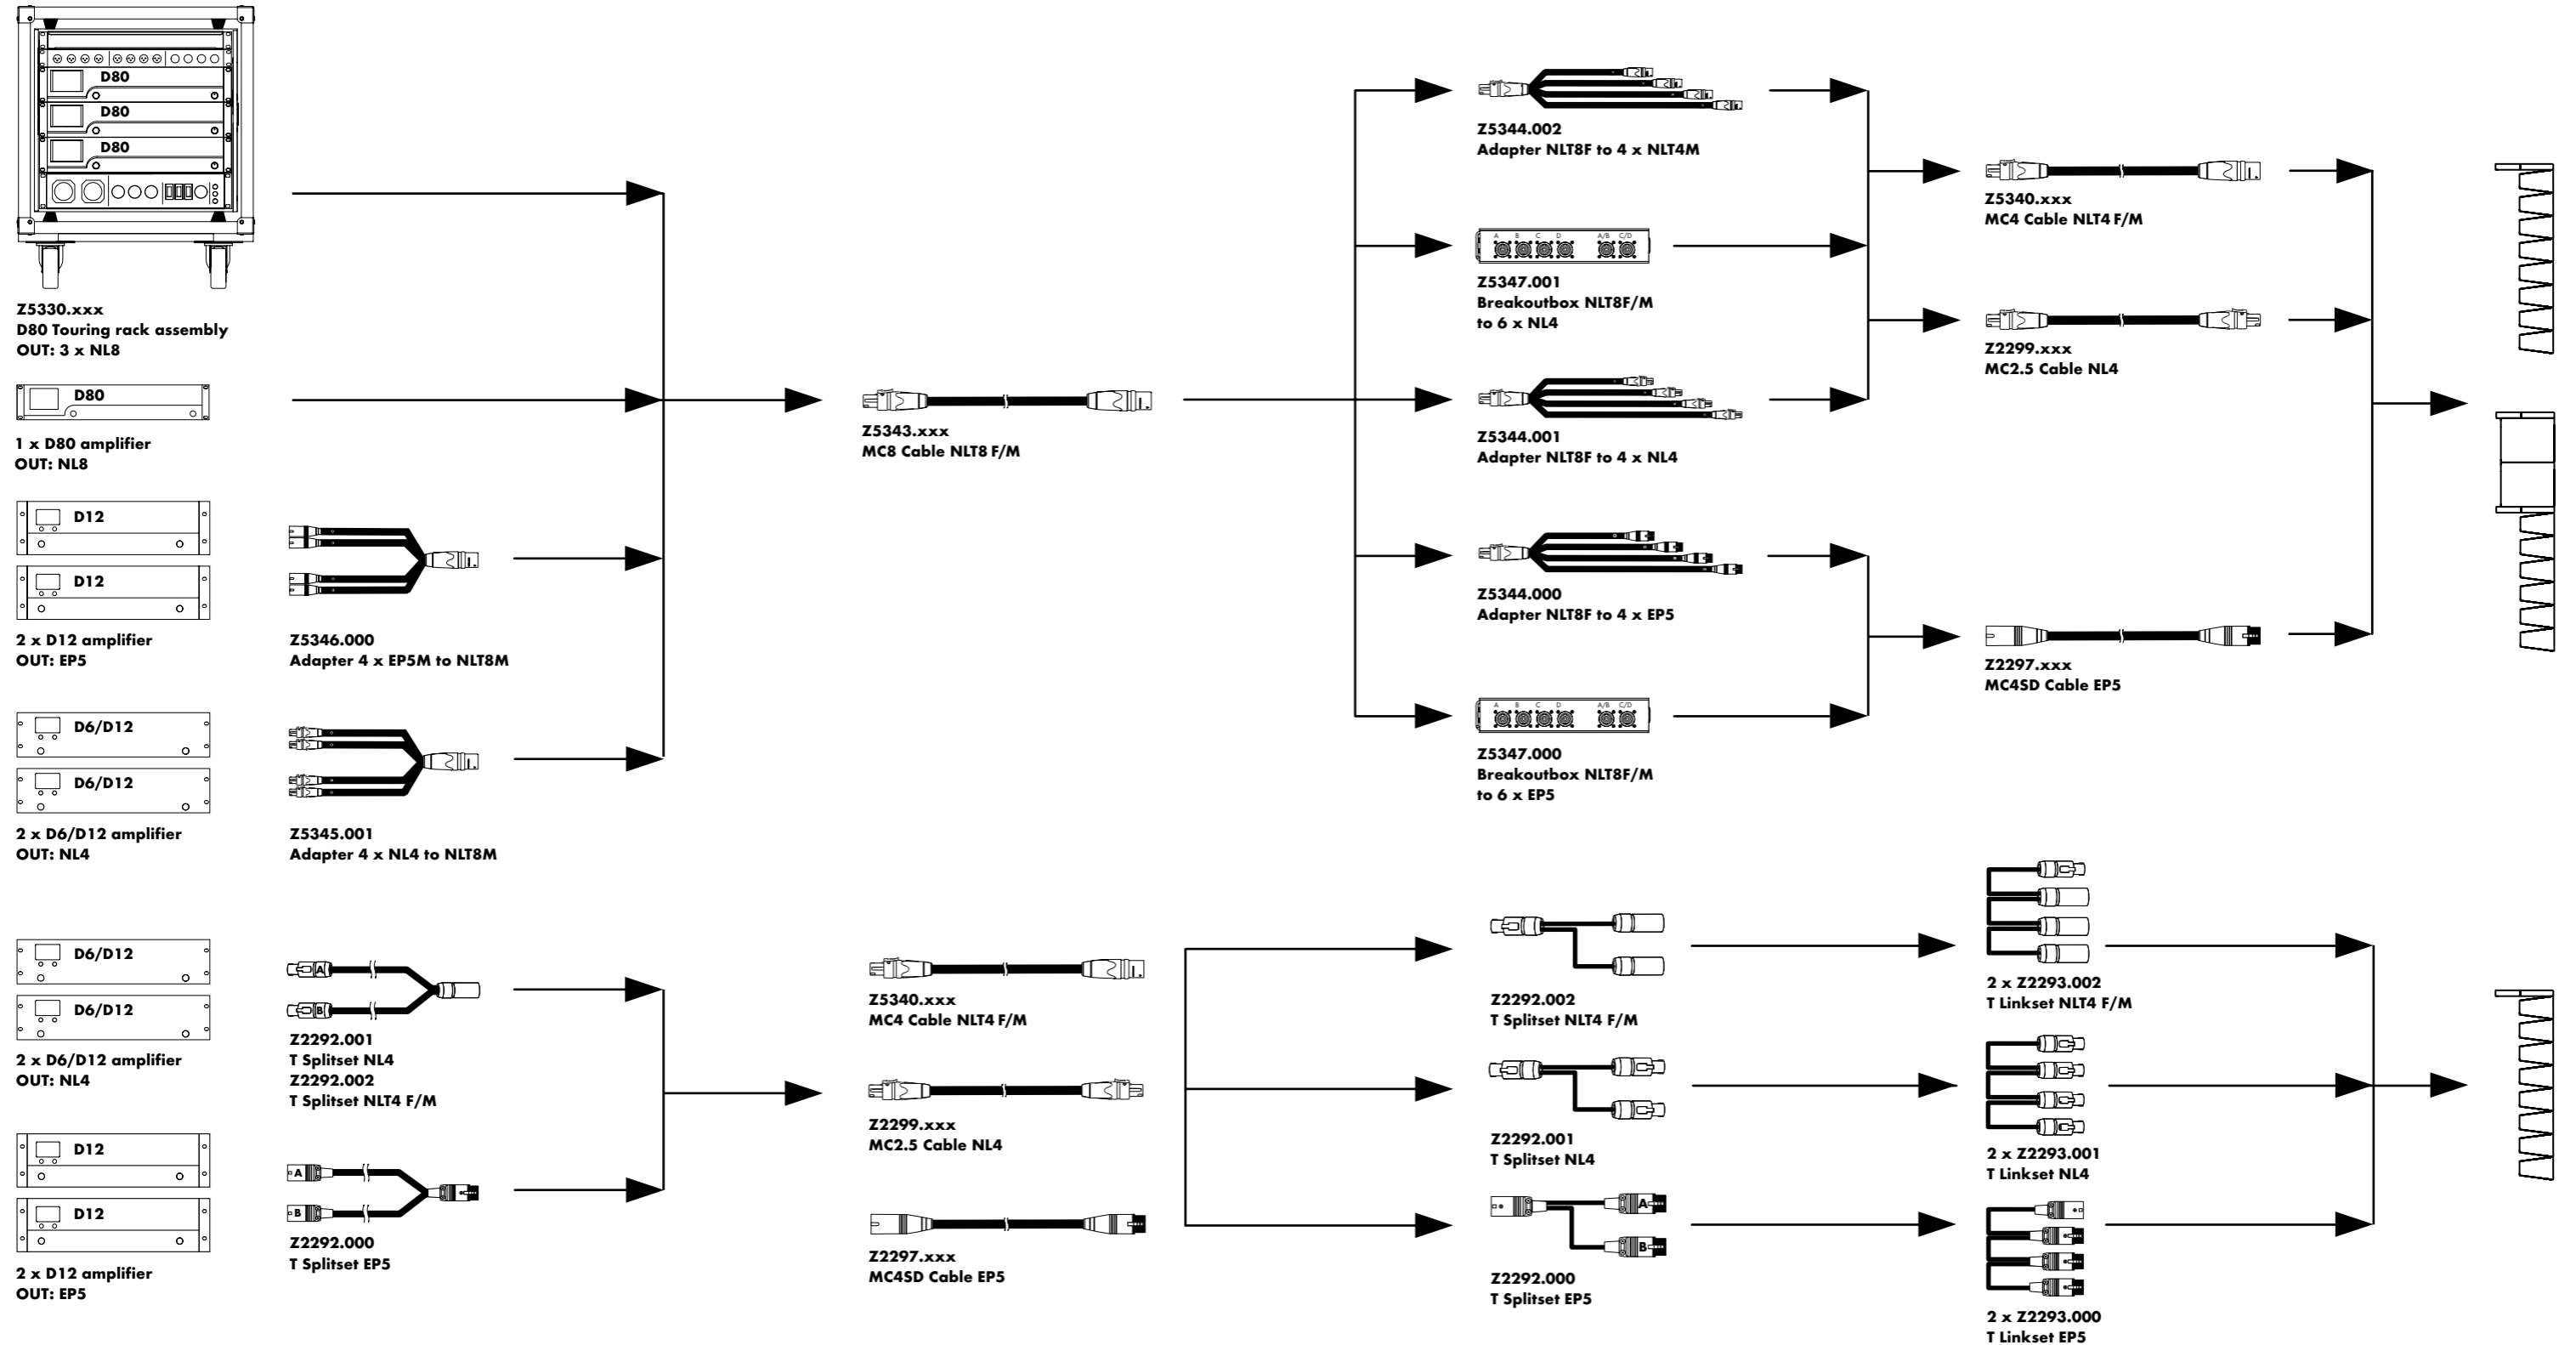 D80
D80
D80
Z5330.xxx
D80 Touring rack assembly
OUT: 3 x NL8
D80
1 x D80 amplifier
OUT: NL8
D12
D12
2 x D12 amplifier
OUT: EP5
Z5346.000
Adapter 4 x EP5M to NLT8M
D6/D12
D6/D12
2 x D6/D12 amplifier
OUT: NL4
Z5345.001
Adapter 4 x NL4 to NLT8M
Z5343.xxx
MC8 Cable NLT8 F/M
Z5344.002
Adapter NLT8F to 4 x NLT4M
A B C D A/B C/D
Z5347.001
Breakoutbox NLT8F/M
to 6 x NL4
Z5344.001
Adapter NLT8F to 4 x NL4
Z5344.000
Adapter NLT8F to 4 x EP5
A B C D A/B C/D
Z5347.000
Breakoutbox NLT8F/M
to 6 x EP5
Z5340.xxx
MC4 Cable NLT4 F/M
Z2299.xxx
MC2.5 Cable NL4
Z2297.xxx
MC4SD Cable EP5
D6/D12
D6/D12
2 x D6/D12 amplifier
OUT: NL4
A
B
Z2292.001
T Splitset NL4
Z2292.002
T Splitset NLT4 F/M
D12
D12
2 x D12 amplifier
OUT: EP5
A
B
Z2292.000
T Splitset EP5
Z5340.xxx
MC4 Cable NLT4 F/M
Z2299.xxx
MC2.5 Cable NL4
Z2297.xxx
MC4SD Cable EP5
Z2292.002
T Splitset NLT4 F/M
Z2292.001
T Splitset NL4
A
B
Z2292.000
T Splitset EP5
2 x Z2293.002
T Linkset NLT4 F/M
2 x Z2293.001
T Linkset NL4
2 x Z2293.000
T Linkset EP5